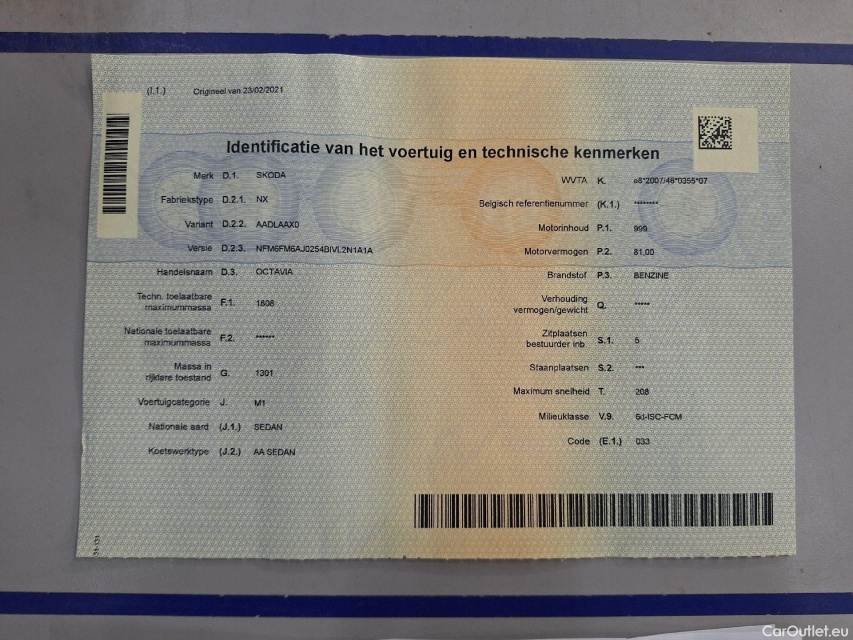 (I.1.) Origineel van 23/02/2021
Identificatie van het voertuig en technische kenmerken
Merk D.1. SKODA
Fabriekstype D.2.1. NX
Variant D.2.2. AADLAAX0
Versie D.2.3. NFM6FM6AJ0254BIVL2N1A1A
Handelsnaam D.3. OCTAVIA
Techn. toelaatbare
maximummassa F.1. 1808
Nationale toelaatbare
maximummassa F.2. ******
Massa in
rijklare toestand G. 1301
Voertuigcategorie J. M1
Nationale aard (J.1.) SEDAN
Koetswerktype (J.2.) AA SEDAN
WVTA K. e8*2007/46*0355*07
Belgisch referentienummer (K.1.) ********
Motorinhoud P.1. 999
Motorvermogen P.2. 81,00
Brandstof P.3. BENZINE
Verhouding
vermogen/gewicht Q. *****
Zitplaatsen
bestuurder inb. S.1. 5
Staanplaatsen S.2. ***
Maximum snelheid T. 208
Milieuklasse V.9. 6d-ISC-FCM
Code (E.1.) 033
CarOutlet.eu